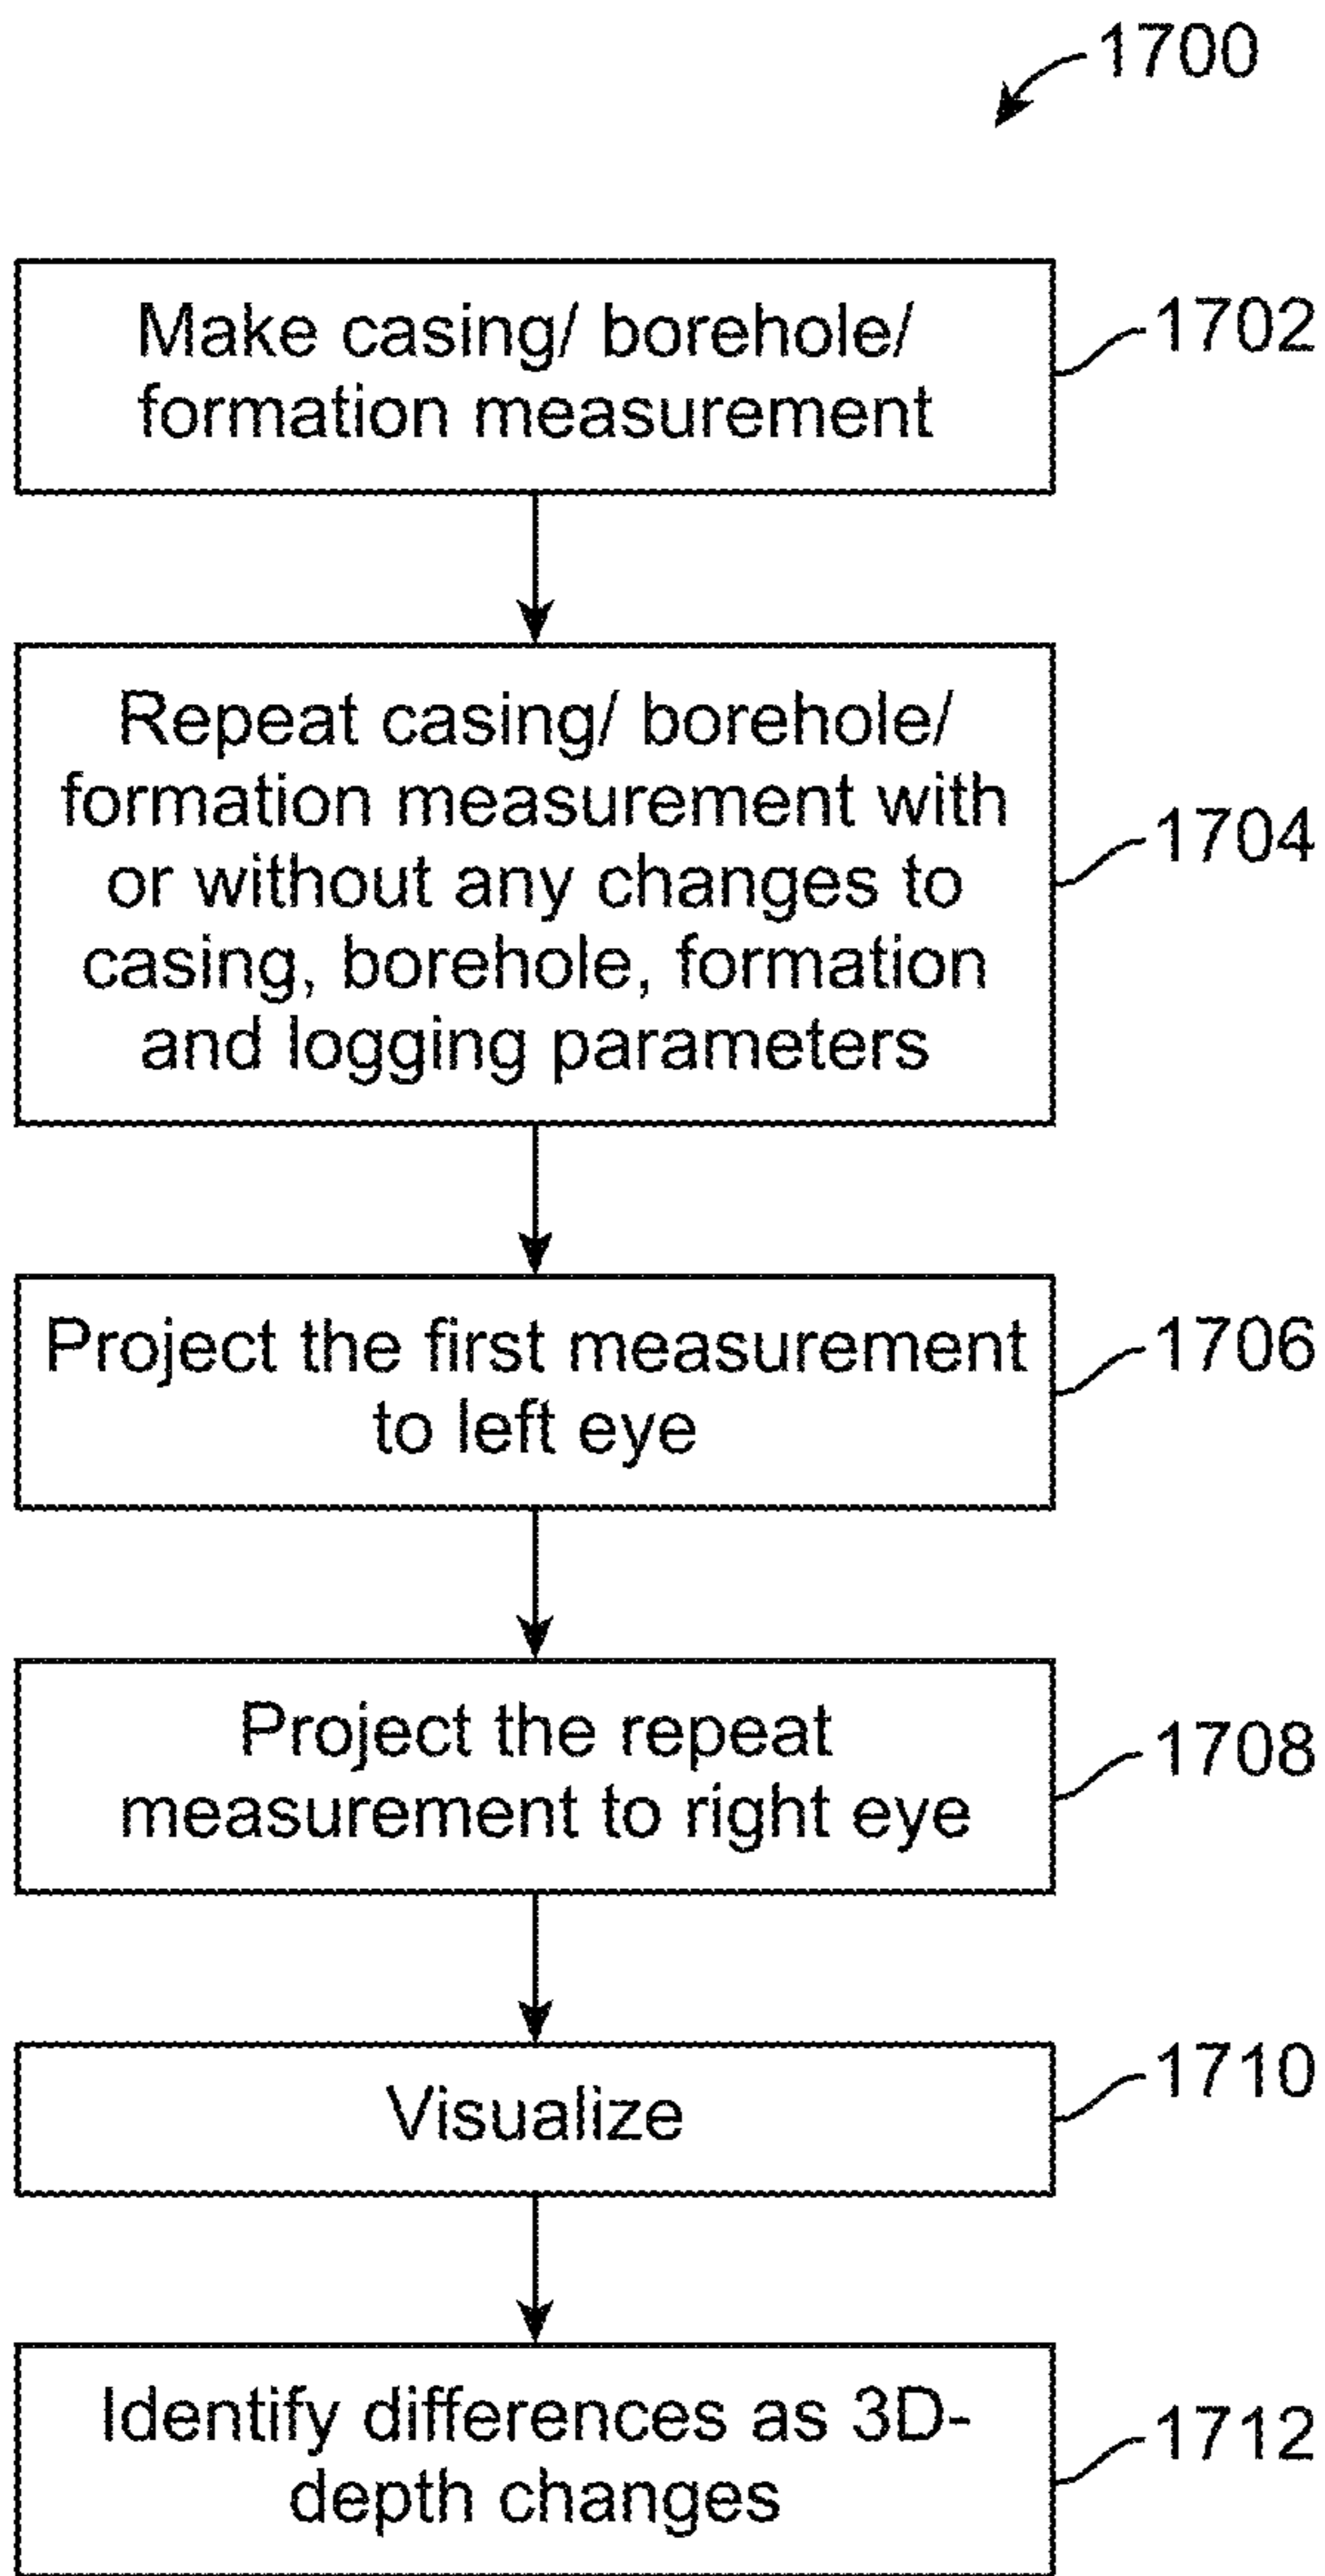 1700
Make casing/ borehole/
formation measurement
1702
Repeat casing/ borehole/
formation measurement with
or without any changes to
casing, borehole, formation
and logging parameters
1704
Project the first measurement
to left eye
1706
Project the repeat
measurement to right eye
1708
Visualize
1710
Identify differences as 3D-
depth changes
1712